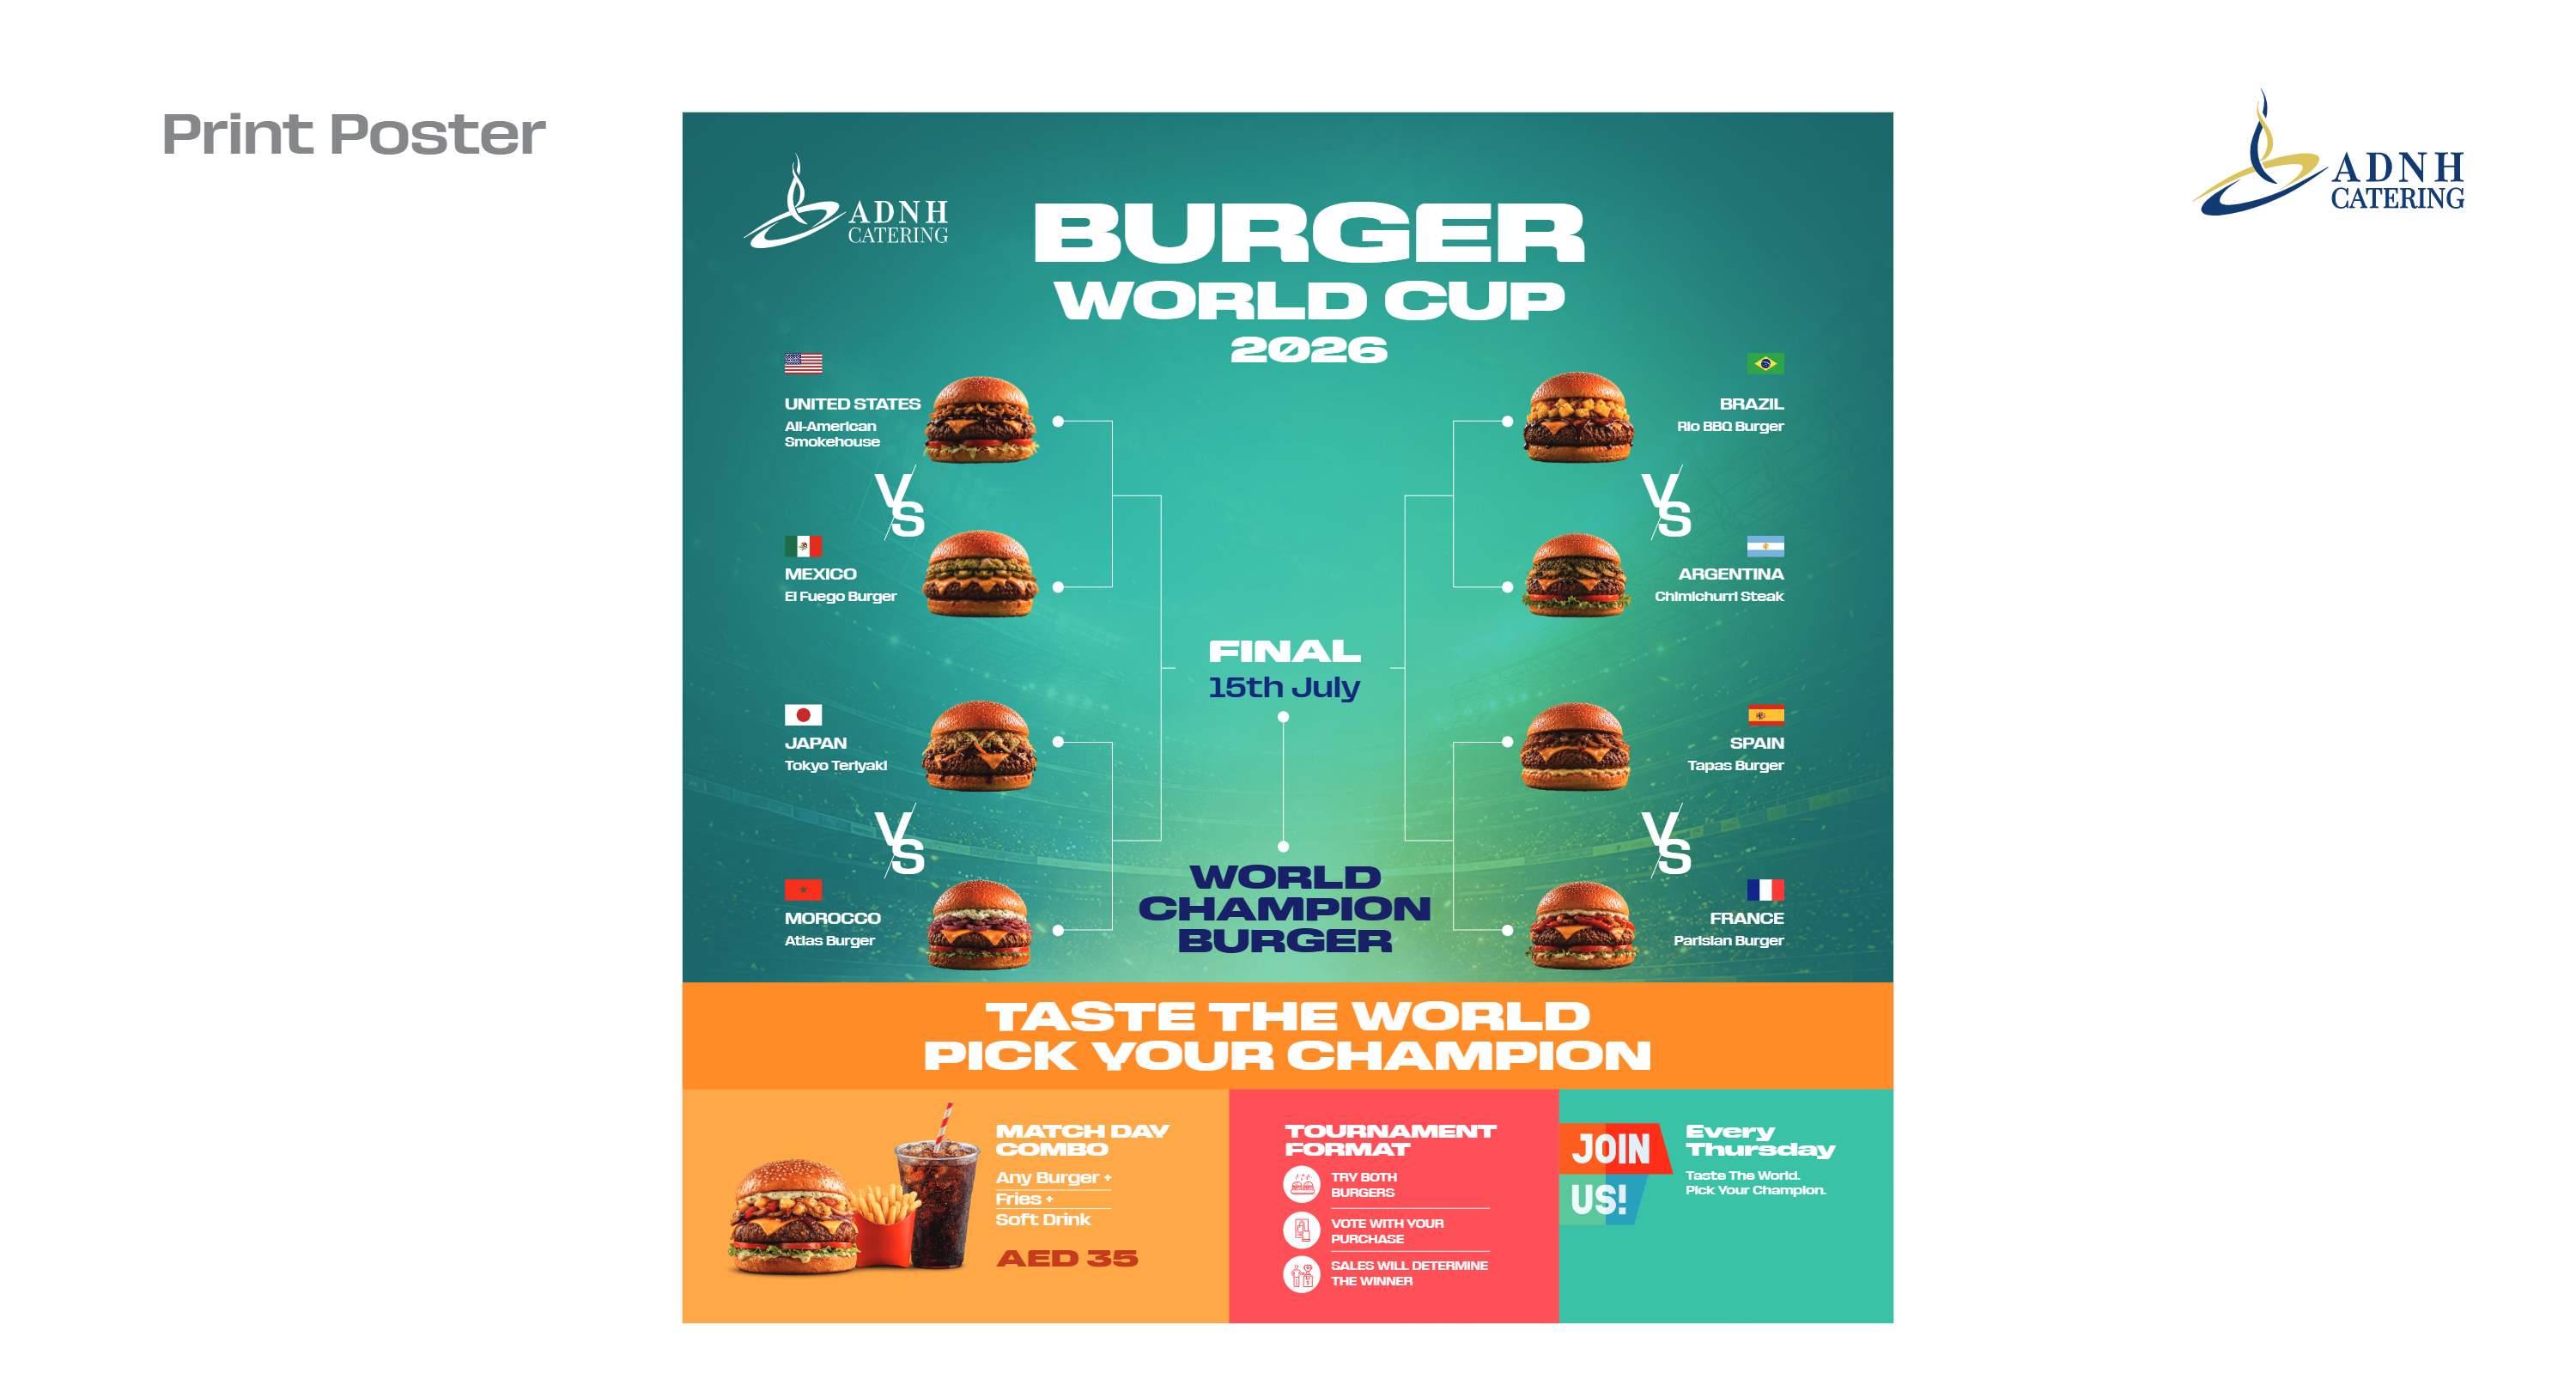 Print Poster
ADNH
CATERING
ADNH
CATERING
BURGER
WORLD CUP
2026
UNITED STATES
All-American
Smokehouse
VS
MEXICO
El Fuego Burger
JAPAN
Tokyo Teriyaki
VS
MOROCCO
Atlas Burger
BRAZIL
Rio BBQ Burger
VS
ARGENTINA
Chimichurri Steak
SPAIN
Tapas Burger
VS
FRANCE
Parisian Burger
FINAL
15th July
WORLD
CHAMPION
BURGER
TASTE THE WORLD
PICK YOUR CHAMPION
MATCH DAY
COMBO
Any Burger +
Fries +
Soft Drink
AED 35
TOURNAMENT
FORMAT
TRY BOTH
BURGERS
VOTE WITH YOUR
PURCHASE
SALES WILL DETERMINE
THE WINNER
JOIN
US!
Every
Thursday
Taste The World.
Pick Your Champion.